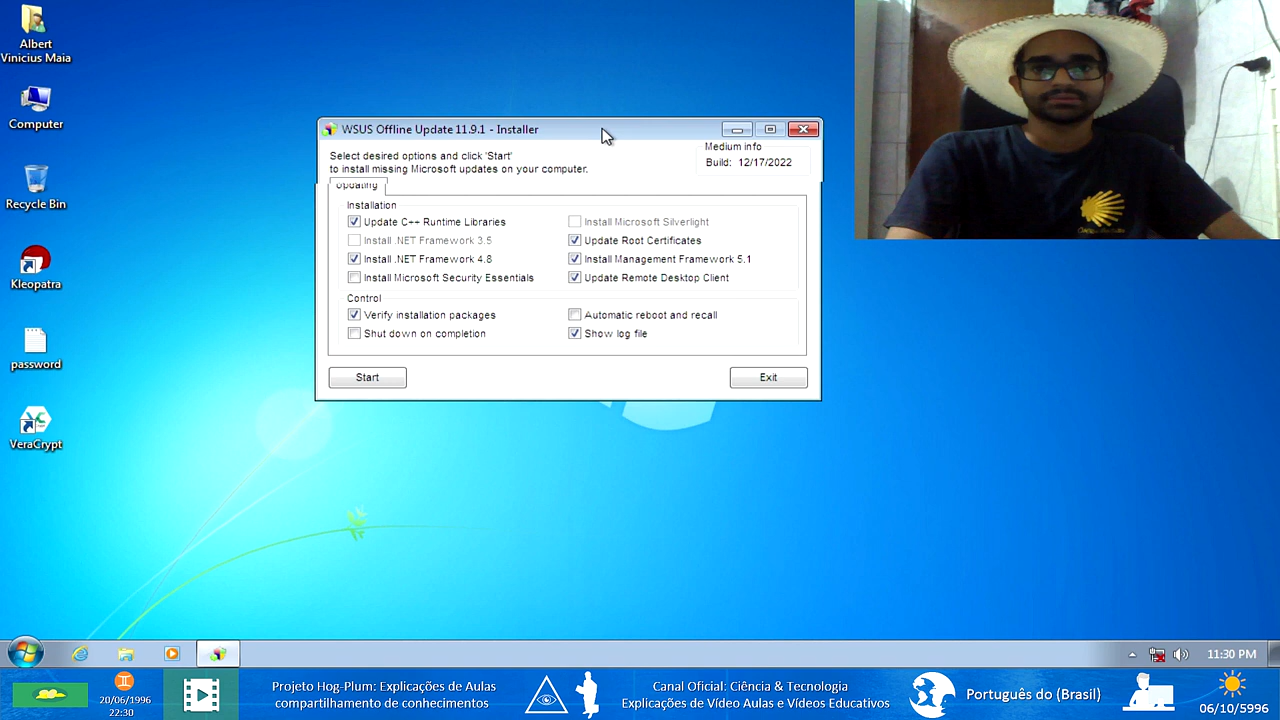 Albert
Vinicius Maia
Computer
Recycle Bin
Kleopatra
password
VeraCrypt
WSUS Offline Update 11.9.1 - Installer
Select desired options and click 'Start'
to install missing Microsoft updates on your computer.
Medium info
Build: 12/17/2022
Updating
Installation
Update C++ Runtime Libraries
Install Microsoft Silverlight
Install .NET Framework 3.5
Update Root Certificates
Install .NET Framework 4.8
Install Management Framework 5.1
Install Microsoft Security Essentials
Update Remote Desktop Client
Control
Verify installation packages
Automatic reboot and recall
Shut down on completion
Show log file
Start
Exit
11:30 PM
20/06/1996
22:30
Projeto Hog-Plum: Explicações de Aulas
compartilhamento de conhecimentos
Canal Oficial: Ciência & Tecnologia
Explicações de Vídeo Aulas e Vídeos Educativos
Português do (Brasil)
06/10/5996